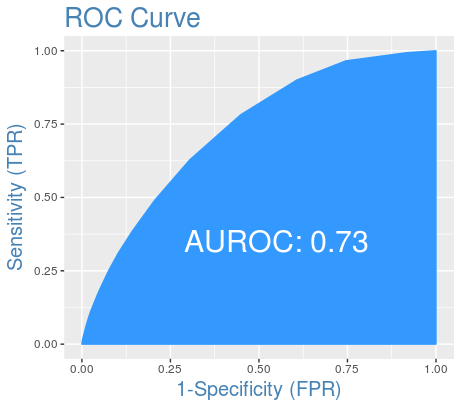 ROC Curve
1.00
0.75
0.50
0.25
0.00
Sensitivity (TPR)
AUROC: 0.73
0.00 0.25 0.50 0.75 1.00
1-Specificity (FPR)